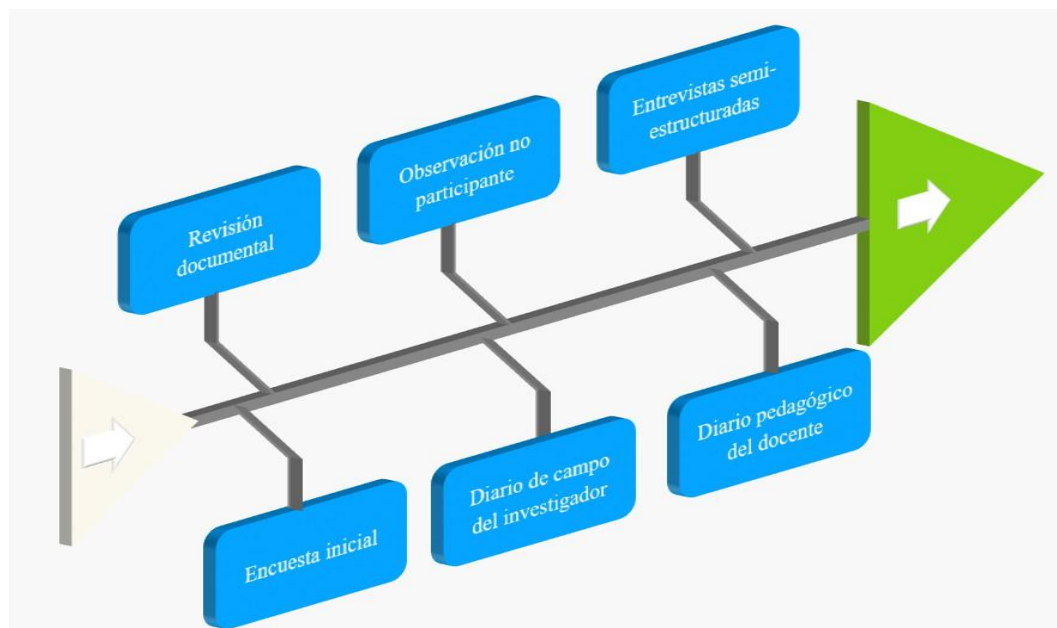 Revisión
documental
Observación no
participante
Entrevistas semi-
estructuradas
Encuesta inicial
Diario de campo
del investigador
Diario pedagógico
del docente